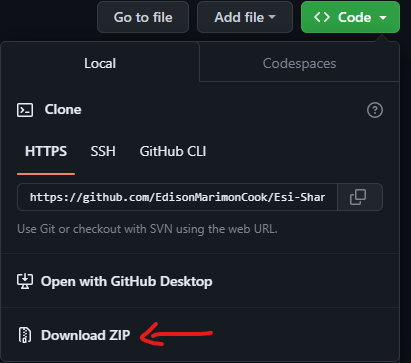 Go to file Add file Code
Local Codespaces
Clone
HTTPS SSH GitHub CLI
https://github.com/EdisonMarimonCook/Esi-Shar
Use Git or checkout with SVN using the web URL.
Open with GitHub Desktop
Download ZIP